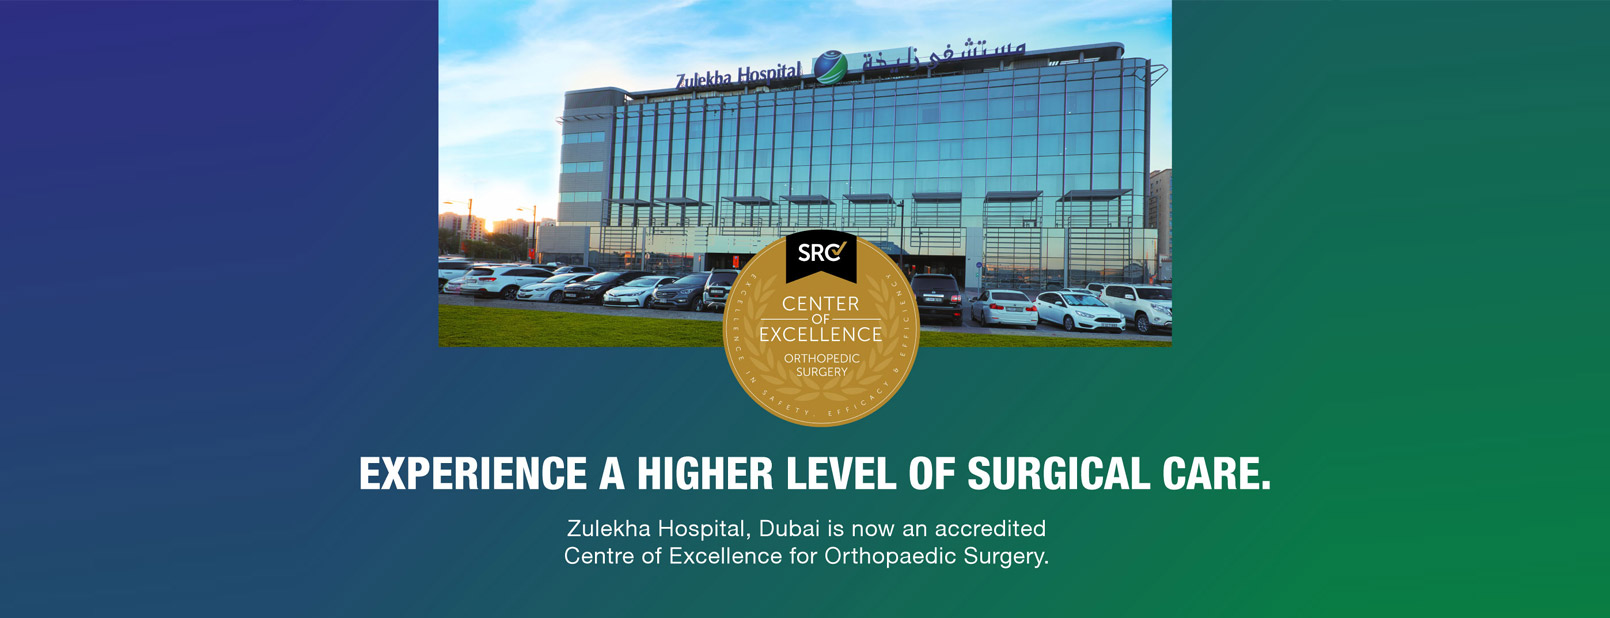 Zulekha Hospital مستشفى زليخة
SRC
CENTER
OF
EXCELLENCE
ORTHOPEDIC
SURGERY
EXCELLENCE IN SAFETY, EFFICACY & EFFICIENCY
EXPERIENCE A HIGHER LEVEL OF SURGICAL CARE.
Zulekha Hospital, Dubai is now an accredited
Centre of Excellence for Orthopaedic Surgery.